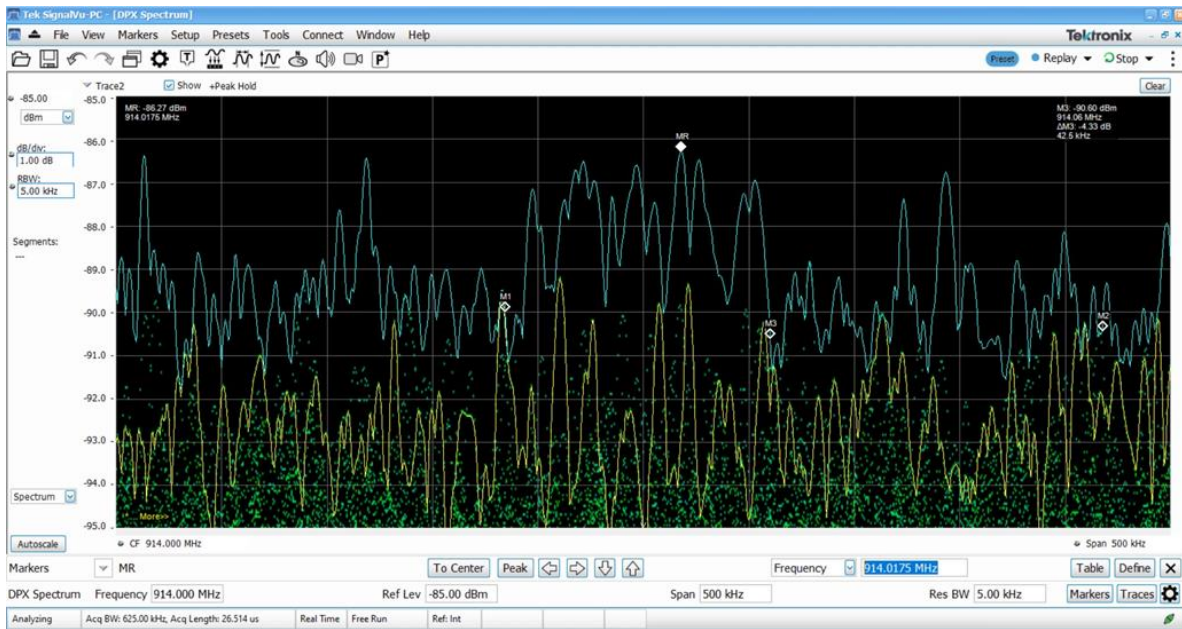 Tek SignalVu-PC - [DPX Spectrum]
File View Markers Setup Presets Tools Connect Window Help
Tektronix
Preset Replay Stop
Trace2 Show +Peak Hold Clear
-85.00
dBm
dB/div:
1.00 dB
RBW:
5.00 kHz
Segments:
---
Spectrum
Autoscale
-85.0
-86.0
-87.0
-88.0
-89.0
-90.0
-91.0
-92.0
-93.0
-94.0
-95.0
MR: -86.27 dBm
914.0175 MHz
M3: -90.60 dBm
914.06 MHz
ΔM3: -4.33 dB
42.5 kHz
MR
M1
M3
M2
... More>>
CF 914.000 MHz Span 500 kHz
Markers MR To Center Peak Frequency 914.0175 MHz Table Define
DPX Spectrum Frequency 914.000 MHz Ref Lev -85.00 dBm Span 500 kHz Res BW 5.00 kHz Markers Traces
Analyzing Acq BW: 625.00 kHz, Acq Length: 26.514 us Real Time Free Run Ref: Int